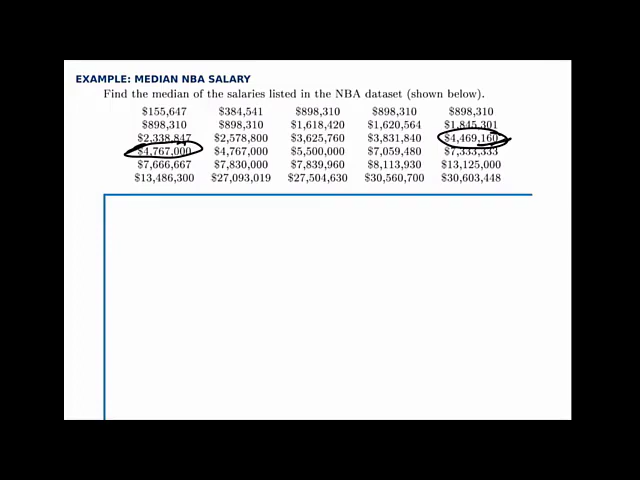 EXAMPLE: MEDIAN NBA SALARY
Find the median of the salaries listed in the NBA dataset (shown below).
$155,647 $384,541 $898,310 $898,310 $898,310
$898,310 $898,310 $1,618,420 $1,620,564 $1,845,301
$2,338,847 $2,578,800 $3,625,760 $3,831,840 $4,469,160
$4,767,000 $4,767,000 $5,500,000 $7,059,480 $7,333,333
$7,666,667 $7,830,000 $7,839,960 $8,113,930 $13,125,000
$13,486,300 $27,093,019 $27,504,630 $30,560,700 $30,603,448